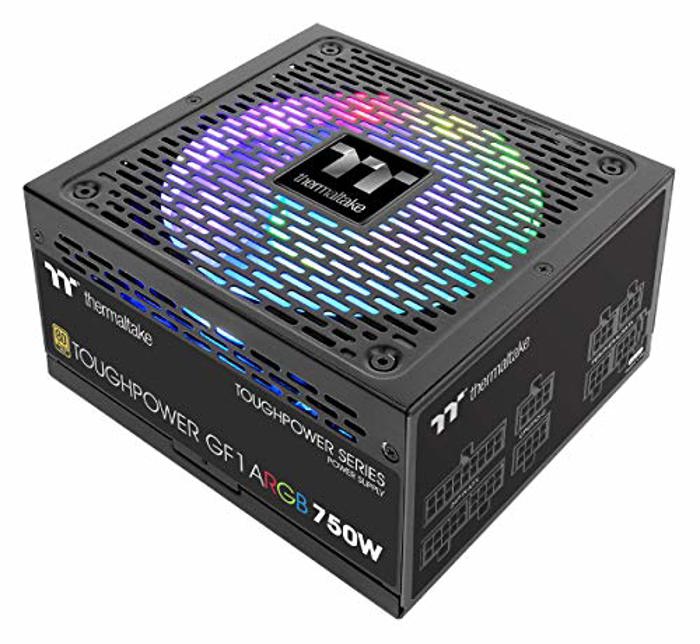 thermaltake
thermaltake
TOUGHPOWER GF1 ARGB 750W
TOUGHPOWER SERIES
POWER SUPPLY
thermaltake